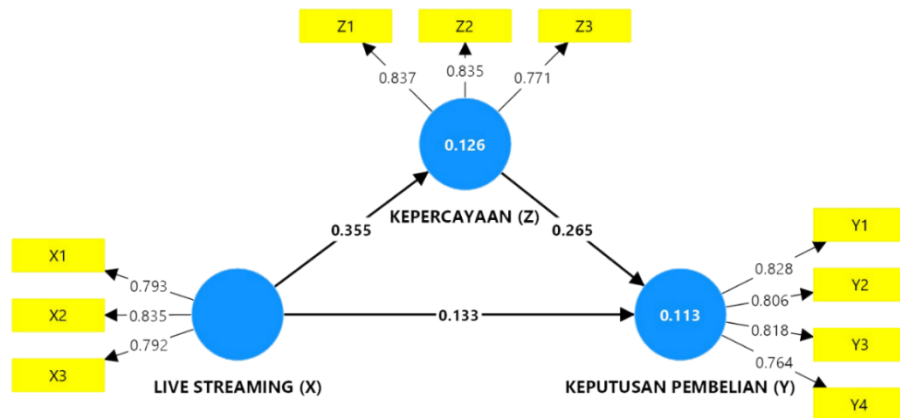 Z1
Z2
Z3
0.837
0.835
0.771
0.126
KEPERCAYAAN (Z)
0.355
0.265
X1
X2
X3
0.793
0.835
0.792
0.133
LIVE STREAMING (X)
0.113
KEPUTUSAN PEMBELIAN (Y)
0.828
0.806
0.818
0.764
Y1
Y2
Y3
Y4